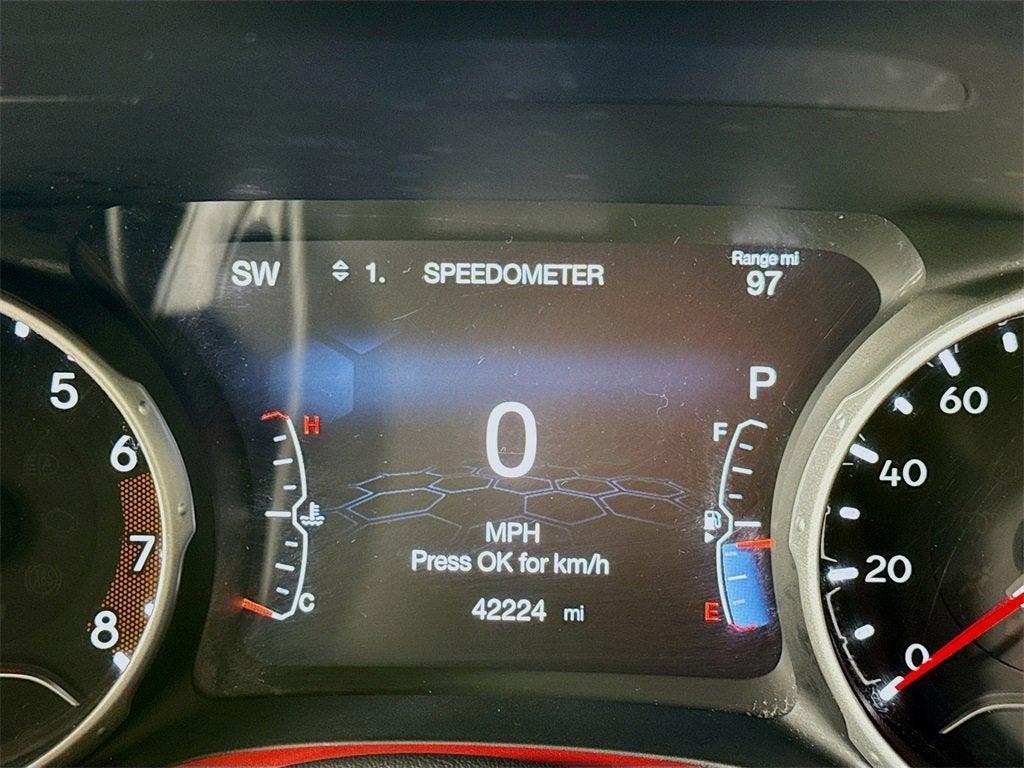 SW 1. SPEEDOMETER
Range mi
97
P
H
F
0
MPH
Press OK for km/h
C
E
42224 mi
5
6
7
8
60
40
20
0